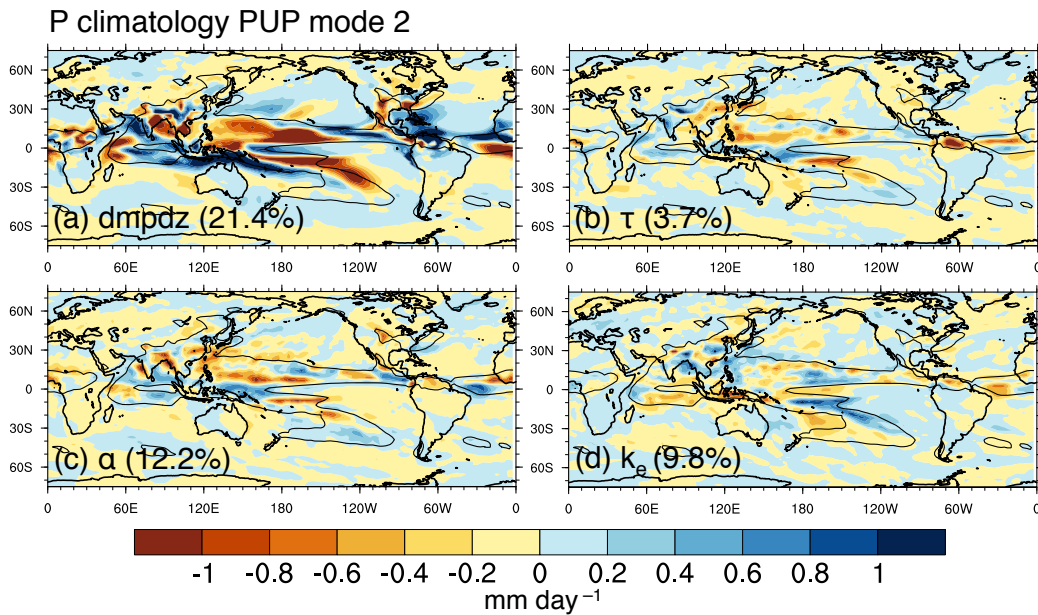 P climatology PUP mode 2
60N
30N
0
30S
60S
(a) dmpdz (21.4%)
0 60E 120E 180 120W 60W 0
60N
30N
0
30S
60S
(b) τ (3.7%)
0 60E 120E 180 120W 60W 0
60N
30N
0
30S
60S
(c) α (12.2%)
0 60E 120E 180 120W 60W 0
60N
30N
0
30S
60S
(d) kₑ (9.8%)
0 60E 120E 180 120W 60W 0
-1 -0.8 -0.6 -0.4 -0.2 0 0.2 0.4 0.6 0.8 1
mm day⁻¹